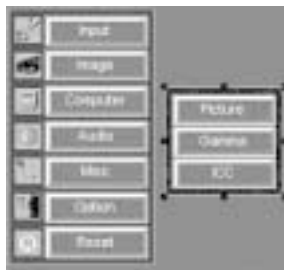 Input
Image
Computer
Audio
Misc
Option
Reset
Picture
Gamma
ICC